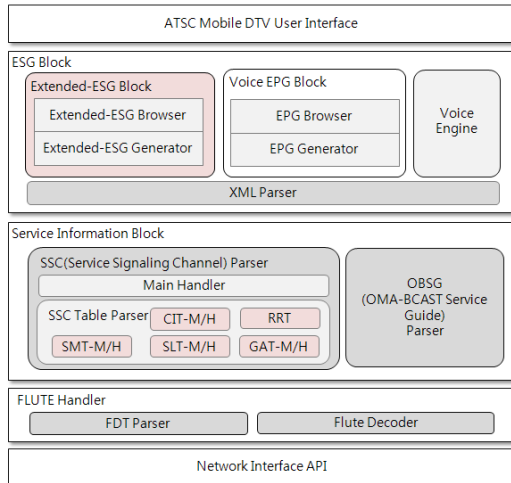 ATSC Mobile DTV User Interface
ESG Block
Extended-ESG Block
Extended-ESG Browser
Extended-ESG Generator
Voice EPG Block
EPG Browser
EPG Generator
Voice
Engine
XML Parser
Service Information Block
SSC(Service Signaling Channel) Parser
Main Handler
SSC Table Parser
CIT-M/H
RRT
SMT-M/H
SLT-M/H
GAT-M/H
OBSG
(OMA-BCAST Service
Guide)
Parser
FLUTE Handler
FDT Parser
Flute Decoder
Network Interface API